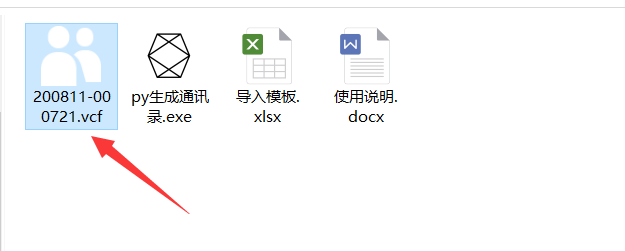 200811-00
0721.vcf
py生成通讯
录.exe
导入模板.
xlsx
使用说明.
docx